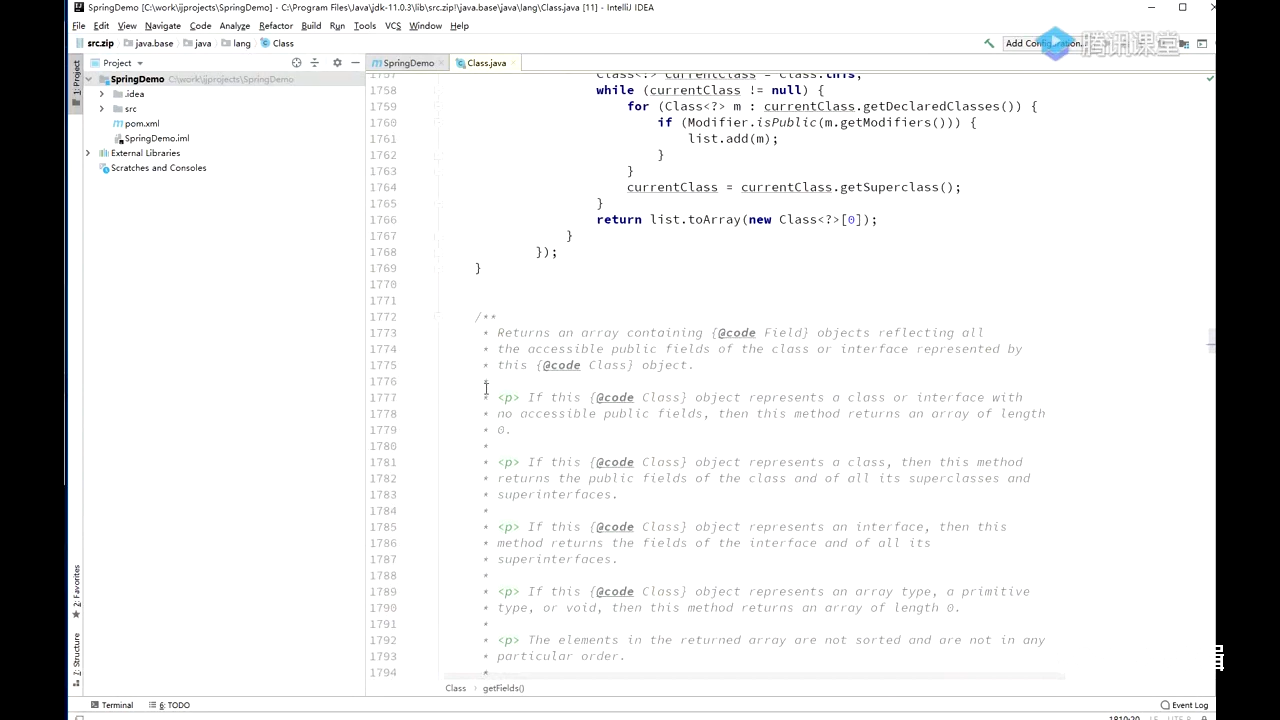 SpringDemo [C:\work\ijprojects\SpringDemo] - C:\Program Files\Java\jdk-11.0.3\lib\src.zip!\java.base\java\lang\Class.java [11] - IntelliJ IDEA
File Edit View Navigate Code Analyze Refactor Build Run Tools VCS Window Help
src.zip java.base java lang Class Add Configuration... 腾讯课堂
1: Project
Project
SpringDemo C:\work\ijprojects\SpringDemo
.idea
src
pom.xml
SpringDemo.iml
External Libraries
Scratches and Consoles
2: Favorites
7: Structure
SpringDemo Class.java
1757 Class<?> currentClass = Class.this;
1758 while (currentClass != null) {
1759 for (Class<?> m : currentClass.getDeclaredClasses()) {
1760 if (Modifier.isPublic(m.getModifiers())) {
1761 list.add(m);
1762 }
1763 }
1764 currentClass = currentClass.getSuperclass();
1765 }
1766 return list.toArray(new Class<?>[0]);
1767 }
1768 });
1769 }
1770
1771
1772 /**
1773 * Returns an array containing {@code Field} objects reflecting all
1774 * the accessible public fields of the class or interface represented by
1775 * this {@code Class} object.
1776 *
1777 * <p> If this {@code Class} object represents a class or interface with
1778 * no accessible public fields, then this method returns an array of length
1779 * 0.
1780 *
1781 * <p> If this {@code Class} object represents a class, then this method
1782 * returns the public fields of the class and of all its superclasses and
1783 * superinterfaces.
1784 *
1785 * <p> If this {@code Class} object represents an interface, then this
1786 * method returns the fields of the interface and of all its
1787 * superinterfaces.
1788 *
1789 * <p> If this {@code Class} object represents an array type, a primitive
1790 * type, or void, then this method returns an array of length 0.
1791 *
1792 * <p> The elements in the returned array are not sorted and are not in any
1793 * particular order.
1794 *
Class getFields()
Terminal 6: TODO Event Log
1810:20